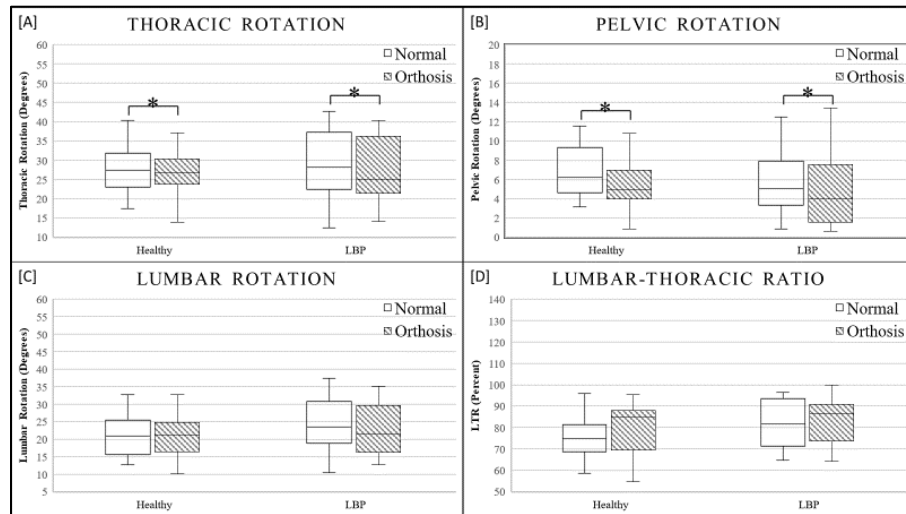 [A] THORACIC ROTATION
Normal
Orthosis
60
55
50
45
40
35
30
25
20
15
10
Thoracic Rotation (Degrees)
*
*
Healthy
LBP
[B] PELVIC ROTATION
Normal
Orthosis
20
18
16
14
12
10
8
6
4
2
0
Pelvic Rotation (Degrees)
*
*
Healthy
LBP
[C] LUMBAR ROTATION
Normal
Orthosis
60
55
50
45
40
35
30
25
20
15
10
5
Lumbar Rotation (Degrees)
Healthy
LBP
[D] LUMBAR-THORACIC RATIO
Normal
Orthosis
140
130
120
110
100
90
80
70
60
50
LTR (Percent)
Healthy
LBP